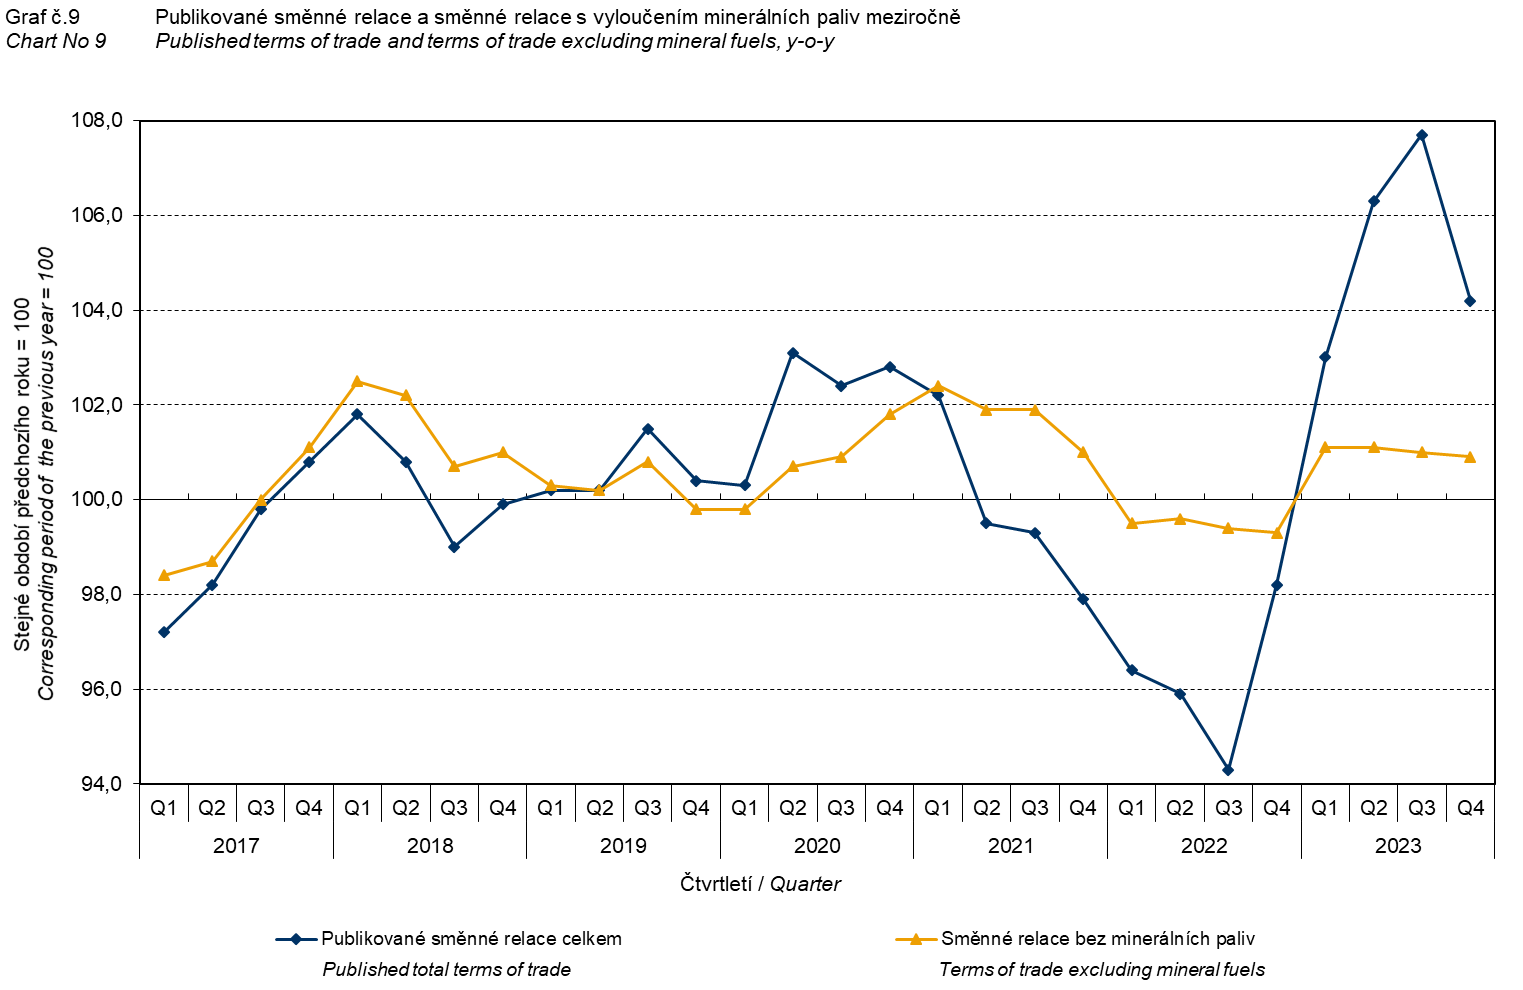 Graf č.9 Publikované směnné relace a směnné relace s vyloučením minerálních paliv meziročně
Chart No 9 Published terms of trade and terms of trade excluding mineral fuels, y-o-y
Stejné období předchozího roku = 100
Corresponding period of the previous year = 100
108,0
106,0
104,0
102,0
100,0
98,0
96,0
94,0
Q1 Q2 Q3 Q4 Q1 Q2 Q3 Q4 Q1 Q2 Q3 Q4 Q1 Q2 Q3 Q4 Q1 Q2 Q3 Q4 Q1 Q2 Q3 Q4 Q1 Q2 Q3 Q4
2017 2018 2019 2020 2021 2022 2023
Čtvrtletí / Quarter
Publikované směnné relace celkem Směnné relace bez minerálních paliv
Published total terms of trade Terms of trade excluding mineral fuels